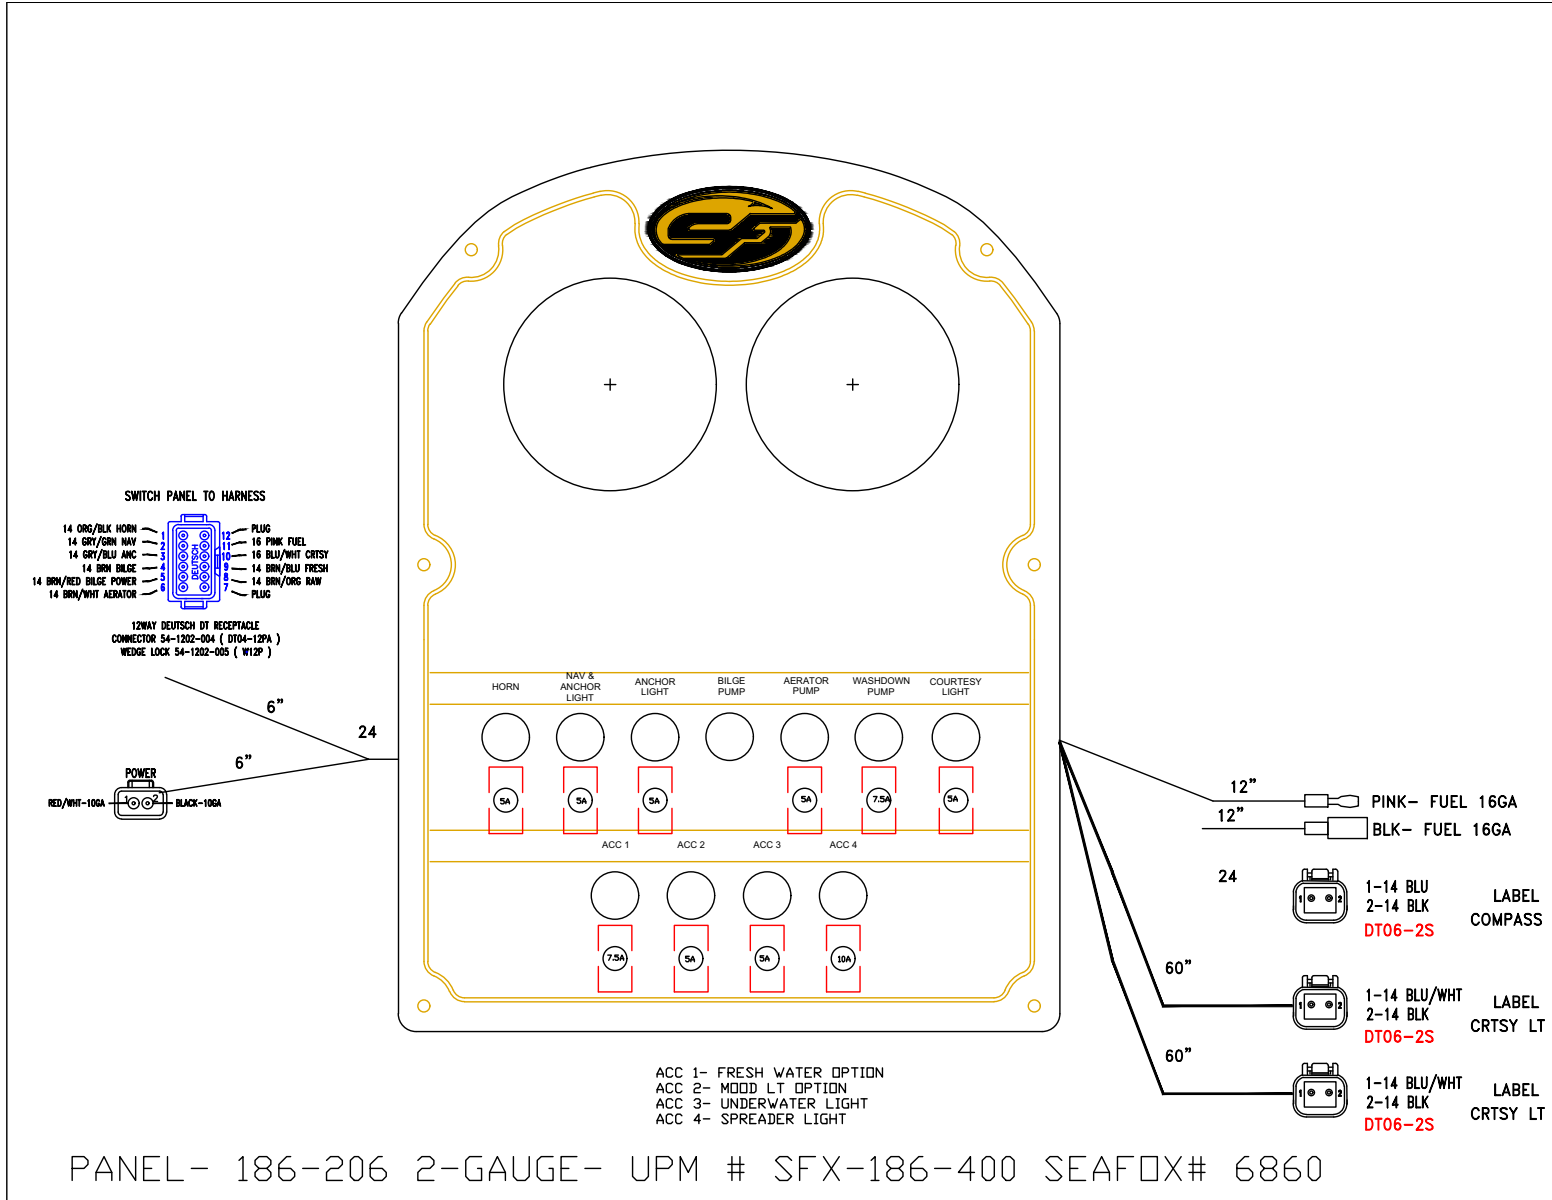 SF
SWITCH PANEL TO HARNESS
14 ORG/BLK HORN
14 GRY/GRN NAV
14 GRY/BLU ANC
14 BRN BILGE
14 BRN/RED BILGE POWER
14 BRN/WHT AERATOR
1
2
3
4
5
6
DEUTSCH
12
11
10
9
8
7
PLUG
16 PINK FUEL
16 BLU/WHT CRTSY
14 BRN/BLU FRESH
14 BRN/ORG RAW
PLUG
12WAY DEUTSCH DT RECEPTACLE
CONNECTOR 54-1202-004 ( DT04-12PA )
WEDGE LOCK 54-1202-005 ( W12P )
6"
24
6"
POWER
RED/WHT-10GA
1 2
BLACK-10GA
HORN
NAV &
ANCHOR
LIGHT
ANCHOR
LIGHT
BILGE
PUMP
AERATOR
PUMP
WASHDOWN
PUMP
COURTESY
LIGHT
5A
5A
5A
5A
7.5A
5A
ACC 1
ACC 2
ACC 3
ACC 4
7.5A
5A
5A
10A
12"
PINK- FUEL 16GA
12"
BLK- FUEL 16GA
24
1 2
1-14 BLU
2-14 BLK
DT06-2S
LABEL
COMPASS
60"
1 2
1-14 BLU/WHT
2-14 BLK
DT06-2S
LABEL
CRTSY LT
60"
1 2
1-14 BLU/WHT
2-14 BLK
DT06-2S
LABEL
CRTSY LT
ACC 1- FRESH WATER OPTION
ACC 2- MOOD LT OPTION
ACC 3- UNDERWATER LIGHT
ACC 4- SPREADER LIGHT
PANEL- 186-206 2-GAUGE- UPM # SFX-186-400 SEAFOX# 6860